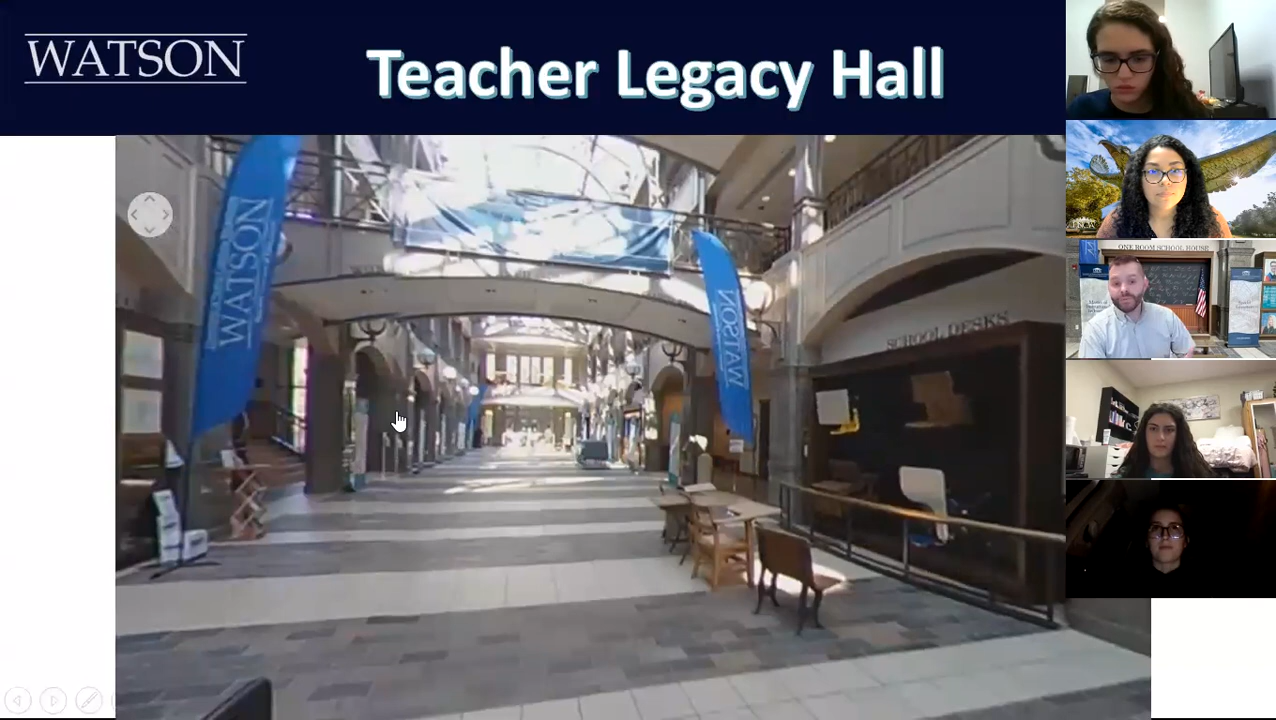 WATSON
Teacher Legacy Hall
WATSON
WATSON
SCHOOL DESKS
ONE ROOM SCHOOL HOUSE